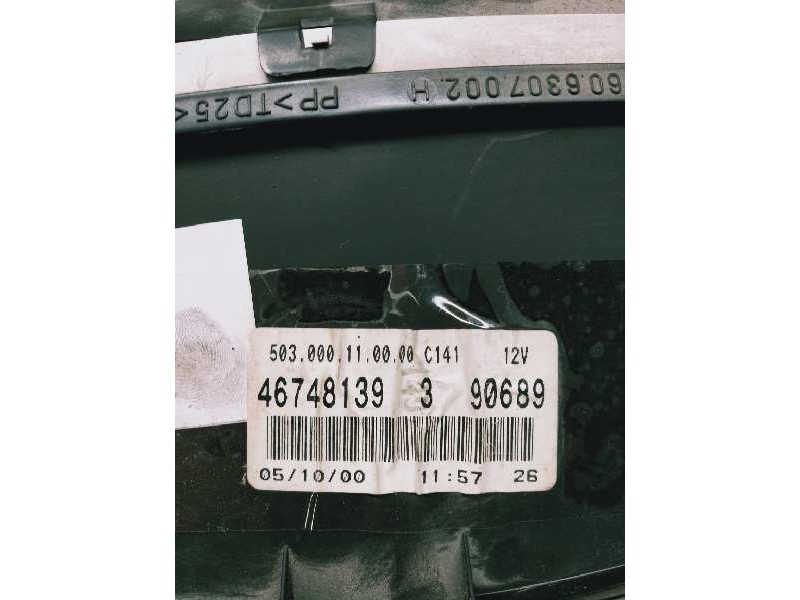 60.6307.002. H PP>TD25<
503.000.11.00.00 C141 12V
46748139 3 90689
05/10/00 11:57 26